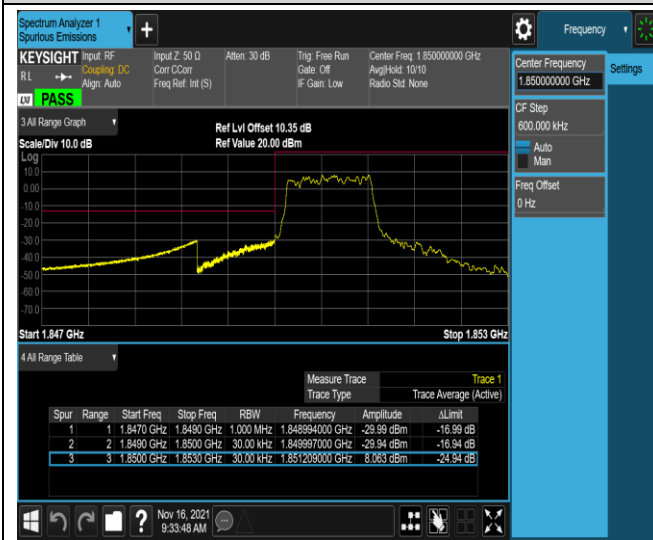 Spectrum Analyzer 1
Spurious Emissions
+
Frequency
KEYSIGHT
Input: RF
Input Z: 50 Ω
Atten: 30 dB
Trig: Free Run
Center Freq: 1.850000000 GHz
RL
Coupling: DC
Corr CCorr
Gate: Off
Avg|Hold: 10/10
Align: Auto
Freq Ref: Int (S)
IF Gain: Low
Radio Std: None
LXI
PASS
Center Frequency
1.850000000 GHz
Settings
CF Step
600.000 kHz
Auto
Man
Freq Offset
0 Hz
3 All Range Graph
Ref Lvl Offset 10.35 dB
Scale/Div 10.0 dB
Ref Value 20.00 dBm
Log
10.0
0.00
-10.0
-20.0
-30.0
-40.0
-50.0
-60.0
-70.0
Start 1.847 GHz
Stop 1.853 GHz
4 All Range Table
Measure Trace Trace 1
Trace Type Trace Average (Active)
Spur Range Start Freq Stop Freq RBW Frequency Amplitude ΔLimit
1 1 1.8470 GHz 1.8490 GHz 1.000 MHz 1.848994000 GHz -29.99 dBm -16.99 dB
2 2 1.8490 GHz 1.8500 GHz 30.00 kHz 1.849997000 GHz -29.94 dBm -16.94 dB
3 3 1.8500 GHz 1.8530 GHz 30.00 kHz 1.851209000 GHz 8.063 dBm -24.94 dB
?
Nov 16, 2021
9:33:48 AM